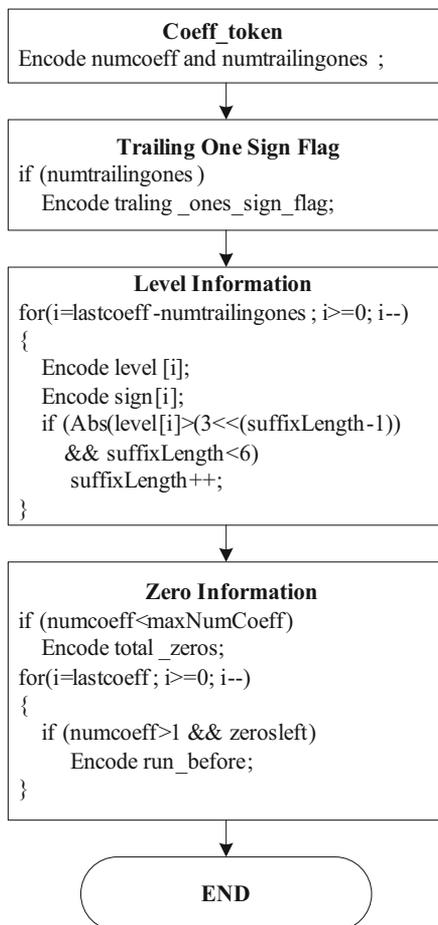 Coeff_token
Encode numcoeff and numtrailingones ;
Trailing One Sign Flag
if (numtrailingones)
Encode traling _ones_sign_flag;
Level Information
for(i=lastcoeff-numtrailingones; i>=0; i--)
{
Encode level [i];
Encode sign[i];
if (Abs(level[i]>(3<<(suffixLength-1))
&& suffixLength<6)
suffixLength++;
}
Zero Information
if (numcoeff<maxNumCoeff)
Encode total _zeros;
for(i=lastcoeff; i>=0; i--)
{
if (numcoeff>1 && zerosleft)
Encode run_before;
}
END